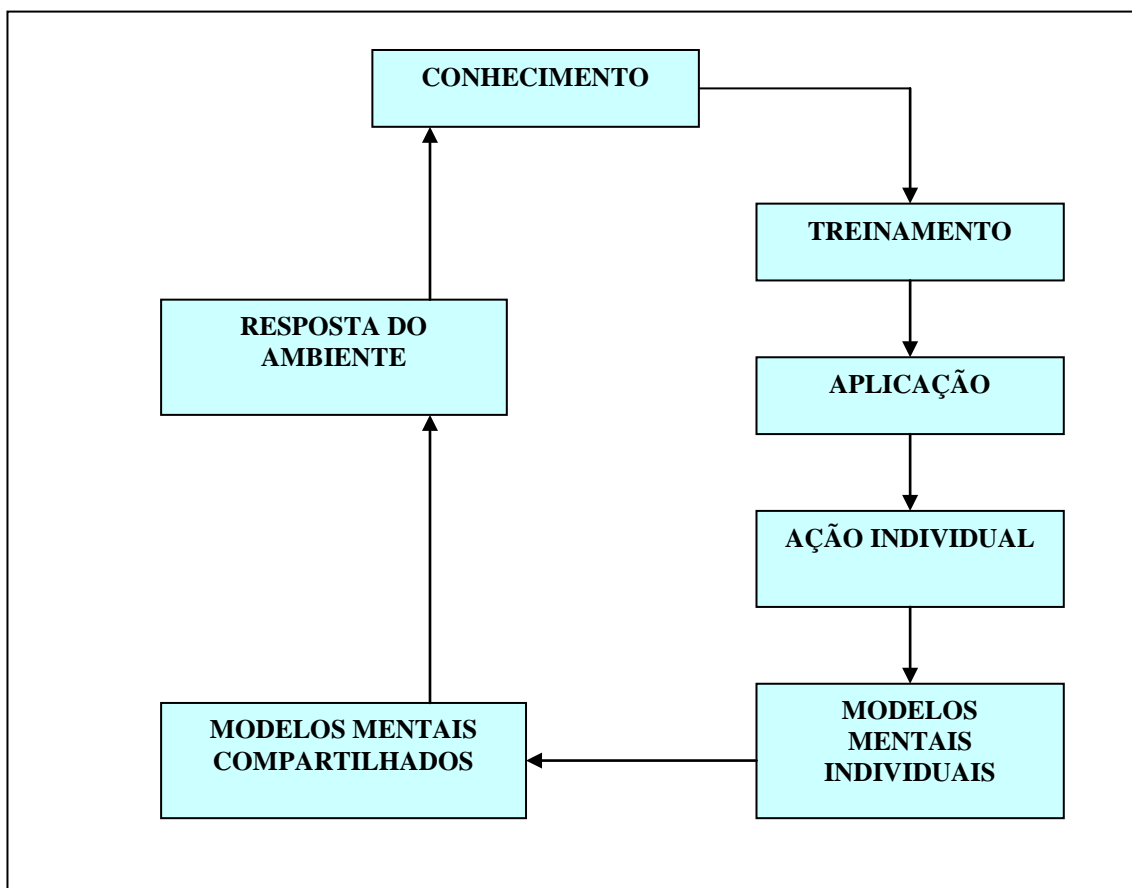 CONHECIMENTO
TREINAMENTO
RESPOSTA DO
AMBIENTE
APLICAÇÃO
AÇÃO INDIVIDUAL
MODELOS
MENTAIS
INDIVIDUAIS
MODELOS MENTAIS
COMPARTILHADOS